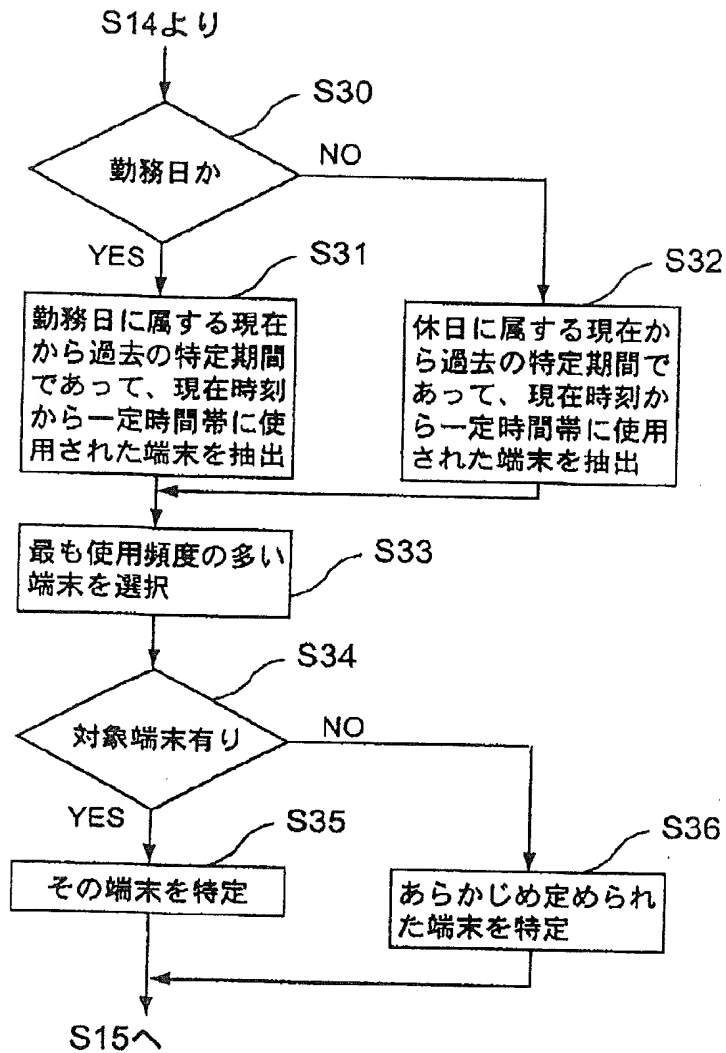 S14より
S30
勤務日か
NO
YES
S31
S32
勤務日に属する現在
から過去の特定期間
であって、現在時刻
から一定時間帯に使
用された端末を抽出
休日に属する現在か
ら過去の特定期間で
あって、現在時刻か
ら一定時間帯に使用
された端末を抽出
最も使用頻度の多い
端末を選択
S33
S34
対象端末有り
NO
YES
S35
S36
その端末を特定
あらかじめ定められ
た端末を特定
S15へ